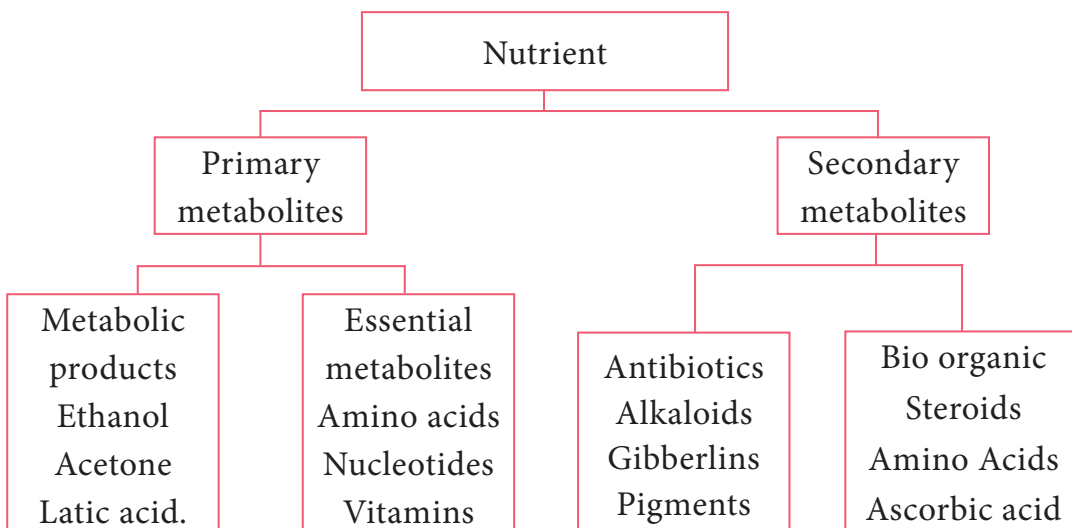 Nutrient
Primary
metabolites
Secondary
metabolites
Metabolic
products
Ethanol
Acetone
Latic acid.
Essential
metabolites
Amino acids
Nucleotides
Vitamins
Antibiotics
Alkaloids
Gibberlins
Pigments
Bio organic
Steroids
Amino Acids
Ascorbic acid